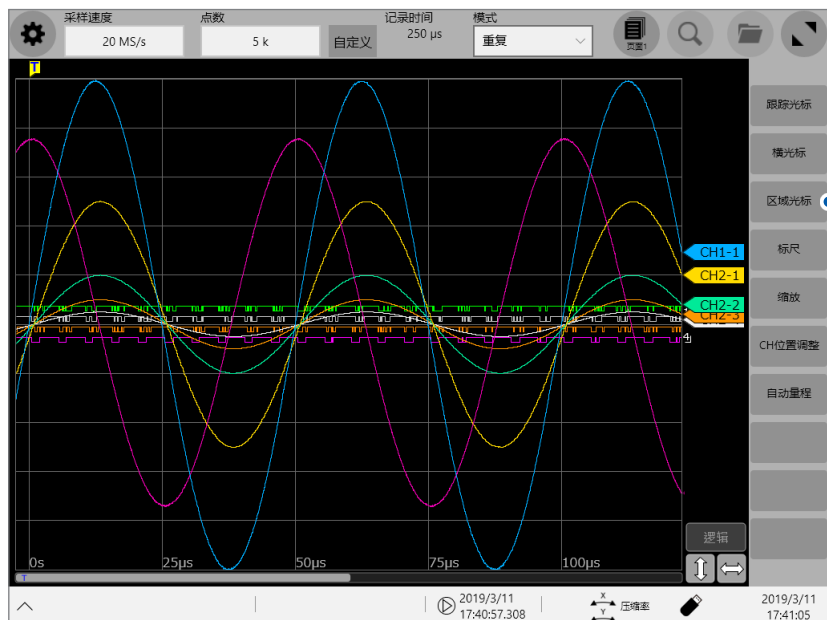 采样速度
点数
记录时间
模式
20 MS/s
5 k
自定义
250 µs
重复
页面1
T
跟踪光标
横光标
区域光标
标尺
缩放
CH位置调整
自动量程
CH1-1
CH2-1
CH2-2
CH2-3
逻辑
0s
25µs
50µs
75µs
100µs
T
2019/3/11
17:40:57.308
X
Y
压缩率
2019/3/11
17:41:05